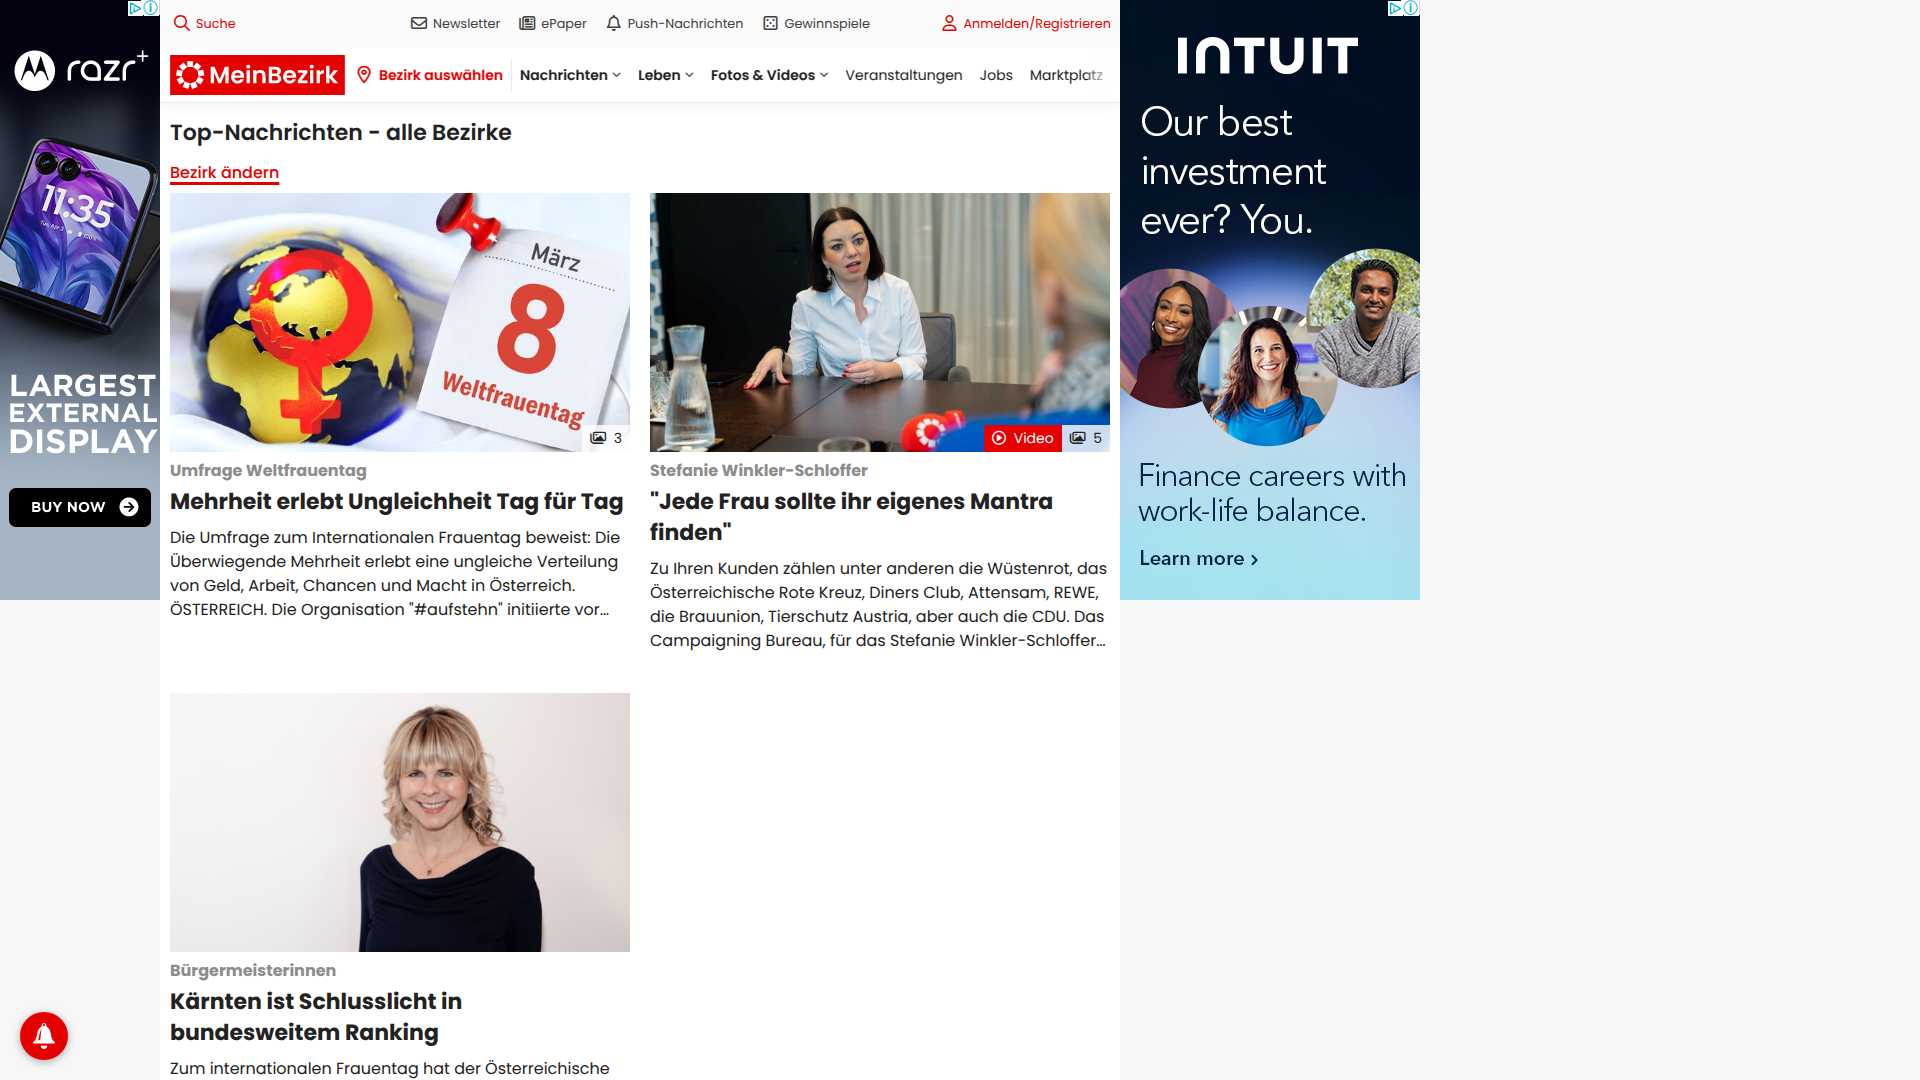 Suche
Newsletter
ePaper
Push-Nachrichten
Gewinnspiele
Anmelden/Registrieren
MeinBezirk
Bezirk auswählen
Nachrichten
Leben
Fotos & Videos
Veranstaltungen
Jobs
Marktplatz
Top-Nachrichten - alle Bezirke
Bezirk ändern
März
8
Weltfrauentag
3
Umfrage Weltfrauentag
Mehrheit erlebt Ungleichheit Tag für Tag
Die Umfrage zum Internationalen Frauentag beweist: Die
Überwiegende Mehrheit erlebt eine ungleiche Verteilung
von Geld, Arbeit, Chancen und Macht in Österreich.
ÖSTERREICH. Die Organisation "#aufstehn" initiierte vor...
Video
5
Stefanie Winkler-Schloffer
"Jede Frau sollte ihr eigenes Mantra
finden"
Zu Ihren Kunden zählen unter anderen die Wüstenrot, das
Österreichische Rote Kreuz, Diners Club, Attensam, REWE,
die Brauunion, Tierschutz Austria, aber auch die CDU. Das
Campaigning Bureau, für das Stefanie Winkler-Schloffer...
Bürgermeisterinnen
Kärnten ist Schlusslicht in
bundesweitem Ranking
Zum internationalen Frauentag hat der Österreichische
razr+
11:35
LARGEST
EXTERNAL
DISPLAY
BUY NOW
INTUIT
Our best
investment
ever? You.
Finance careers with
work-life balance.
Learn more >